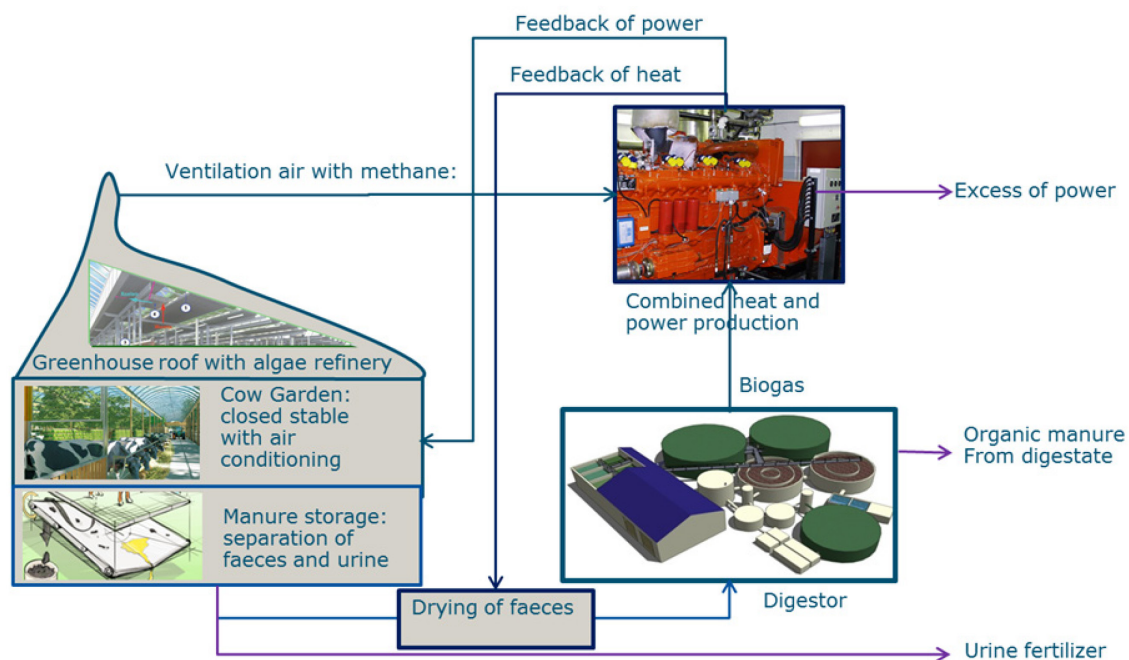 Feedback of power
Feedback of heat
Ventilation air with methane:
Excess of power
Combined heat and
power production
Greenhouse roof with algae refinery
Biogas
Cow Garden:
closed stable
with air
conditioning
Organic manure
From digestate
Manure storage:
separation of
faeces and urine
Drying of faeces
Digestor
Urine fertilizer